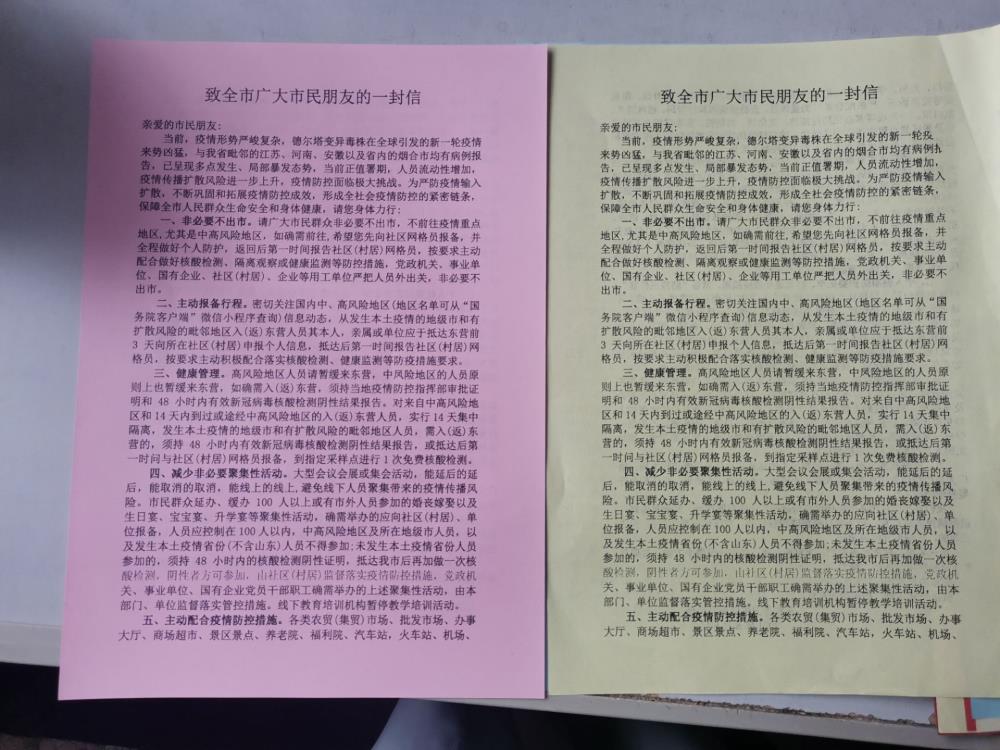 致全市广大市民朋友的一封信
亲爱的市民朋友:
当前，疫情形势严峻复杂，德尔塔变异毒株在全球引发的新一轮疫情
来势凶猛，与我省毗邻的江苏、河南、安徽以及省内的烟台市均有病例报
告，已呈现多点发生、局部暴发态势，当前正值暑期，人员流动性增加，
疫情传播扩散风险进一步上升，疫情防控面临极大挑战。为严防疫情输入
扩散，不断巩固和拓展疫情防控成效，形成全社会疫情防控的紧密链条，
保障全市人民群众生命安全和身体健康，请您身体力行:
一、非必要不出市。请广大市民群众非必要不出市，不前往疫情重点
地区,尤其是中高风险地区，如确需前往,希望您先向社区网格员报备，并
全程做好个人防护，返回后第一时间报告社区(村居)网格员，按要求主动
配合做好核酸检测、隔离观察或健康监测等防控措施，党政机关、事业单
位、国有企业、社区(村居)、企业等用工单位严把人员外出关，非必要不
出市。
二、主动报备行程。密切关注国内中、高风险地区(地区名单可从“国
务院客户端”微信小程序查询)信息动态，从发生本土疫情的地级市和有
扩散风险的毗邻地区入(返)东营人员其本人，亲属或单位应于抵达东营前
3 天向所在社区(村居)申报个人信息，抵达后第一时间报告社区(村居)网
格员，按要求主动积极配合落实核酸检测、健康监测等防疫措施要求。
三、健康管理。高风险地区人员请暂缓来东营，中风险地区的人员原
则上也暂缓来东营，如确需入(返)东营，须持当地疫情防控指挥部审批证
明和 48 小时内有效新冠病毒核酸检测阴性结果报告。对来自中高风险地
区和 14 天内到过或途经中高风险地区的入(返)东营人员，实行 14 天集中
隔离，发生本土疫情的地级市和有扩散风险的毗邻地区人员，需入(返)东
营的，须持 48 小时内有效新冠病毒核酸检测阴性结果报告，或抵达后第
一时间与社区(村居)网格员报备，到指定采样点进行 1 次免费核酸检测。
四、减少非必要聚集性活动。大型会议会展或集会活动，能延后的延
后，能取消的取消，能线上的线上,避免线下人员聚集带来的疫情传播风
险。市民群众延办、缓办 100 人以上或有市外人员参加的婚丧嫁娶以及
生日宴、宝宝宴、升学宴等聚集性活动，确需举办的应向社区(村居)、单
位报备，人员应控制在 100 人以内，中高风险地区及所在地级市人员，以
及发生本土疫情省份(不含山东)人员不得参加;未发生本土疫情省份人员
参加的，须持 48 小时内的核酸检测阴性证明，抵达我市后再加做一次核
酸检测，阴性者方可参加，由社区(村居)监督落实疫情防控措施，党政机
关、事业单位、国有企业党员干部职工确需举办的上述聚集性活动，由本
部门、单位监督落实管控措施。线下教育培训机构暂停教学培训活动。
五、主动配合疫情防控措施。各类农贸(集贸)市场、批发市场、办事
大厅、商场超市、景区景点、养老院、福利院、汽车站，火车站、机场、
致全市广大市民朋友的一封信
亲爱的市民朋友:
当前，疫情形势严峻复杂，德尔塔变异毒株在全球引发的新一轮疫
来势凶猛，与我省毗邻的江苏、河南、安徽以及省内的烟台市均有病例报
告，已呈现多点发生、局部暴发态势，当前正值暑期，人员流动性增加，
疫情传播扩散风险进一步上升，疫情防控面临极大挑战。为严防疫情输入
扩散，不断巩固和拓展疫情防控成效，形成全社会疫情防控的紧密链条，
保障全市人民群众生命安全和身体健康，请您身体力行:
一、非必要不出市。请广大市民群众非必要不出市，不前往疫情重点
地区,尤其是中高风险地区，如确需前往,希望您先向社区网格员报备，并
全程做好个人防护，返回后第一时间报告社区(村居)网格员，按要求主动
配合做好核酸检测、隔离观察或健康监测等防控措施，党政机关、事业单
位、国有企业、社区(村居)、企业等用工单位严把人员外出关，非必要不
出市。
二、主动报备行程。密切关注国内中、高风险地区(地区名单可从“国
务院客户端”微信小程序查询)信息动态，从发生本土疫情的地级市和有
扩散风险的毗邻地区入(返)东营人员其本人，亲属或单位应于抵达东营前
3 天向所在社区(村居)申报个人信息，抵达后第一时间报告社区(村居)网
格员，按要求主动积极配合落实核酸检测、健康监测等防疫措施要求。
三、健康管理。高风险地区人员请暂缓来东营，中风险地区的人员原
则上也暂缓来东营，如确需入(返)东营，须持当地疫情防控指挥部审批证
明和 48 小时内有效新冠病毒核酸检测阴性结果报告。对来自中高风险地
区和 14 天内到过或途经中高风险地区的入(返)东营人员，实行 14 天集中
隔离，发生本土疫情的地级市和有扩散风险的毗邻地区人员，需入(返)东
营的，须持 48 小时内有效新冠病毒核酸检测阴性结果报告，或抵达后第
一时间与社区(村居)网格员报备，到指定采样点进行 1 次免费核酸检测。
四、减少非必要聚集性活动。大型会议会展或集会活动，能延后的延
后，能取消的取消，能线上的线上,避免线下人员聚集带来的疫情传播风
险。市民群众延办、缓办 100 人以上或有市外人员参加的婚丧嫁娶以及
生日宴、宝宝宴、升学宴等聚集性活动，确需举办的应向社区(村居)、单
位报备，人员应控制在 100 人以内，中高风险地区及所在地级市人员，以
及发生本土疫情省份(不含山东)人员不得参加;未发生本土疫情省份人员
参加的，须持 48 小时内的核酸检测阴性证明，抵达我市后再加做一次核
酸检测，阴性者方可参加，由社区(村居)监督落实疫情防控措施，党政机
关、事业单位、国有企业党员干部职工确需举办的上述聚集性活动，由本
部门、单位监督落实管控措施。线下教育培训机构暂停教学培训活动。
五、主动配合疫情防控措施。各类农贸(集贸)市场、批发市场、办事
大厅、商场超市、景区景点、养老院、福利院、汽车站，火车站、机场、